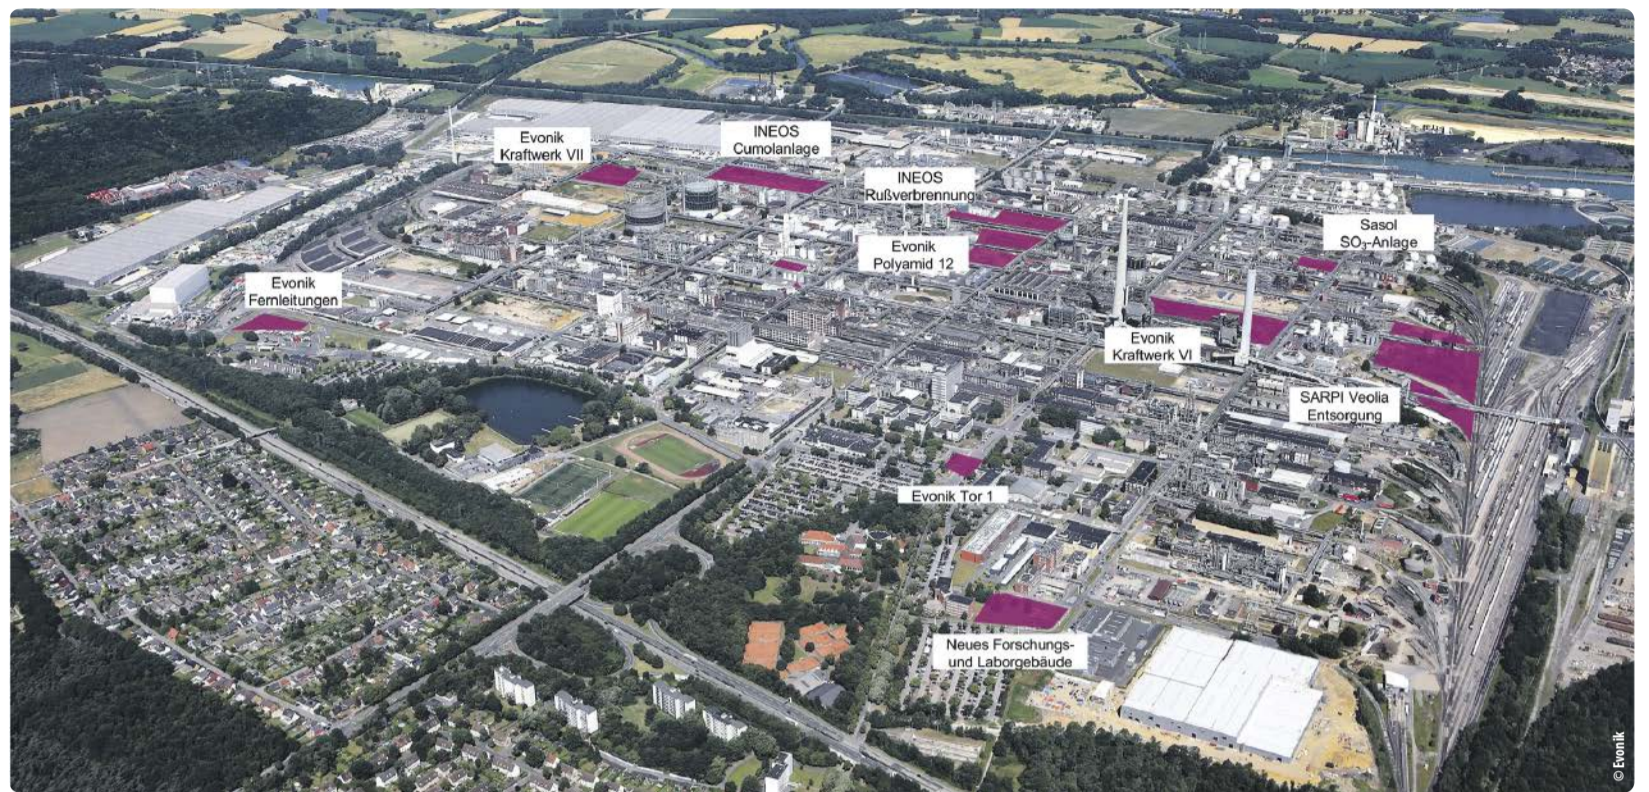 Evonik
Kraftwerk VII
INEOS
Cumolanlage
INEOS
Rußverbrennung
Evonik
Polyamid 12
Sasol
SO₃-Anlage
Evonik
Fernleitungen
Evonik
Kraftwerk VI
SARPI Veolia
Entsorgung
Evonik Tor 1
Neues Forschungs-
und Laborgebäude
© Evonik